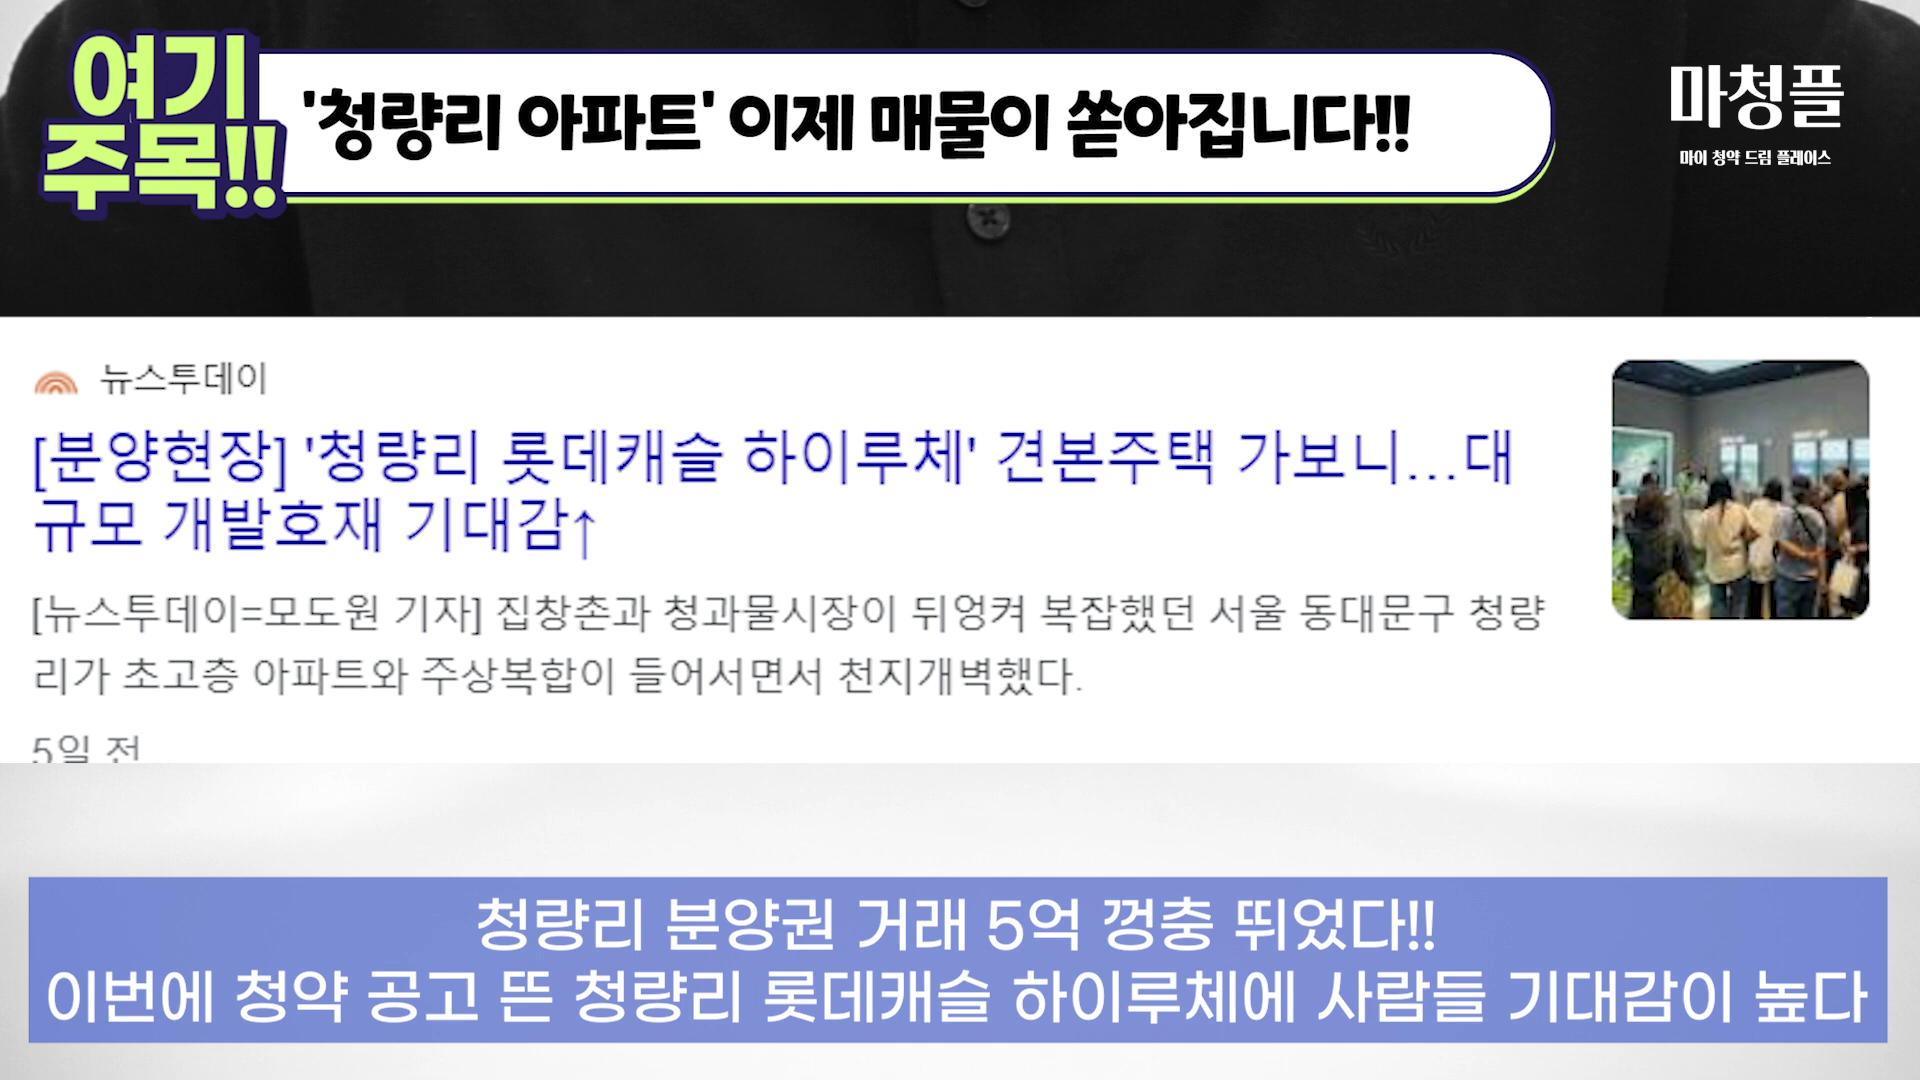 여기
주목!!
'청량리 아파트' 이제 매물이 쏟아집니다!!
마청플
마이 청약 드림 플레이스
뉴스투데이
[분양현장] '청량리 롯데캐슬 하이루체' 견본주택 가보니...대
규모 개발호재 기대감↑
[뉴스투데이=모도원 기자] 집창촌과 청과물시장이 뒤엉켜 복잡했던 서울 동대문구 청량
리가 초고층 아파트와 주상복합이 들어서면서 천지개벽했다.
5일 전
청량리 분양권 거래 5억 껑충 뛰었다!!
이번에 청약 공고 뜬 청량리 롯데캐슬 하이루체에 사람들 기대감이 높다